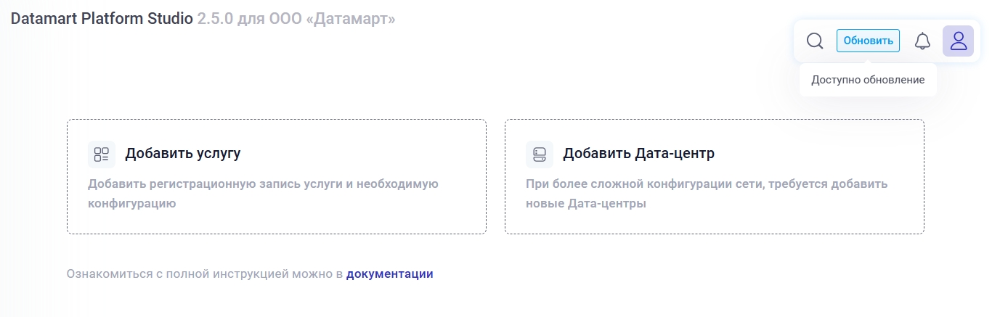 Datamart Platform Studio 2.5.0 для ООО «Датамарт»
Обновить
Доступно обновление
Добавить услугу
Добавить регистрационную запись услуги и необходимую
конфигурацию
Добавить Дата-центр
При более сложной конфигурации сети, требуется добавить
новые Дата-центры
Ознакомиться с полной инструкцией можно в документации